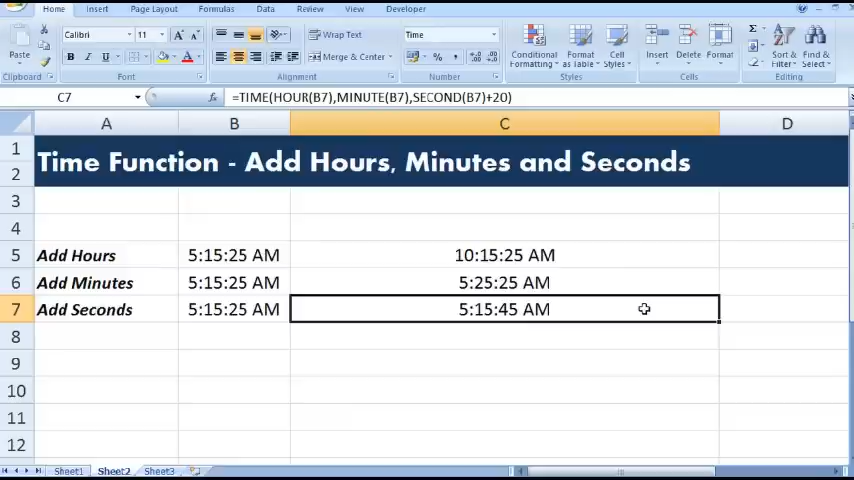 Home Insert Page Layout Formulas Data Review View Developer
Calibri 11 Wrap Text Time
Paste Merge & Center Conditional Formatting Format as Table Cell Styles Insert Delete Format Sort & Filter Find & Select
Clipboard Font Alignment Number Styles Cells Editing
C7 fx =TIME(HOUR(B7),MINUTE(B7),SECOND(B7)+20)
A B C D
1 Time Function - Add Hours, Minutes and Seconds
2
3
4
5 Add Hours 5:15:25 AM 10:15:25 AM
6 Add Minutes 5:15:25 AM 5:25:25 AM
7 Add Seconds 5:15:25 AM 5:15:45 AM
8
9
10
11
12
Sheet1 Sheet2 Sheet3